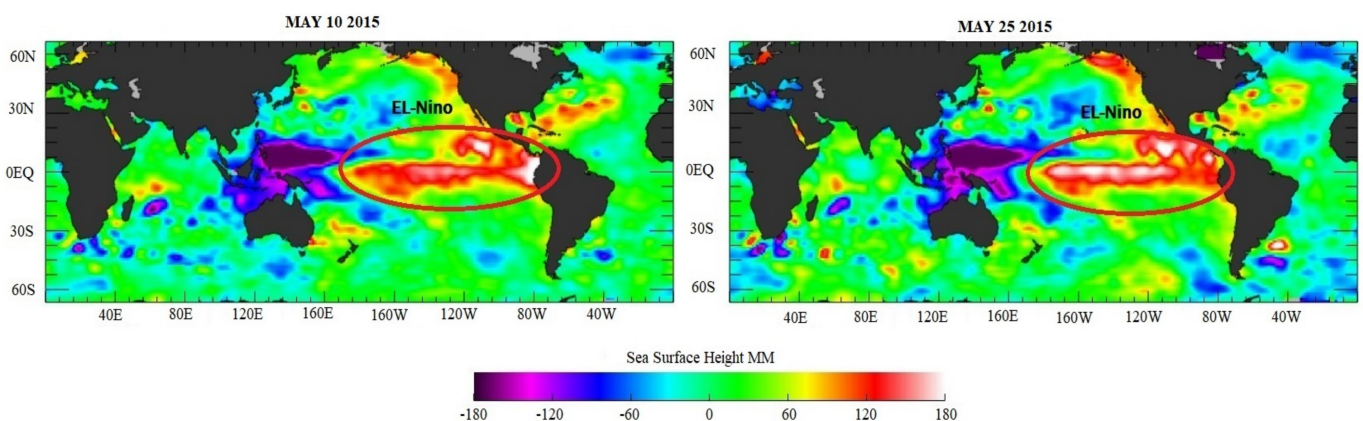 MAY 10 2015
60N
30N
0EQ
30S
60S
EL-Nino
40E 80E 120E 160E 160W 120W 80W 40W
MAY 25 2015
60N
30N
0EQ
30S
60S
EL-Nino
40E 80E 120E 160E 160W 120W 80W 40W
Sea Surface Height MM
-180 -120 -60 0 60 120 180